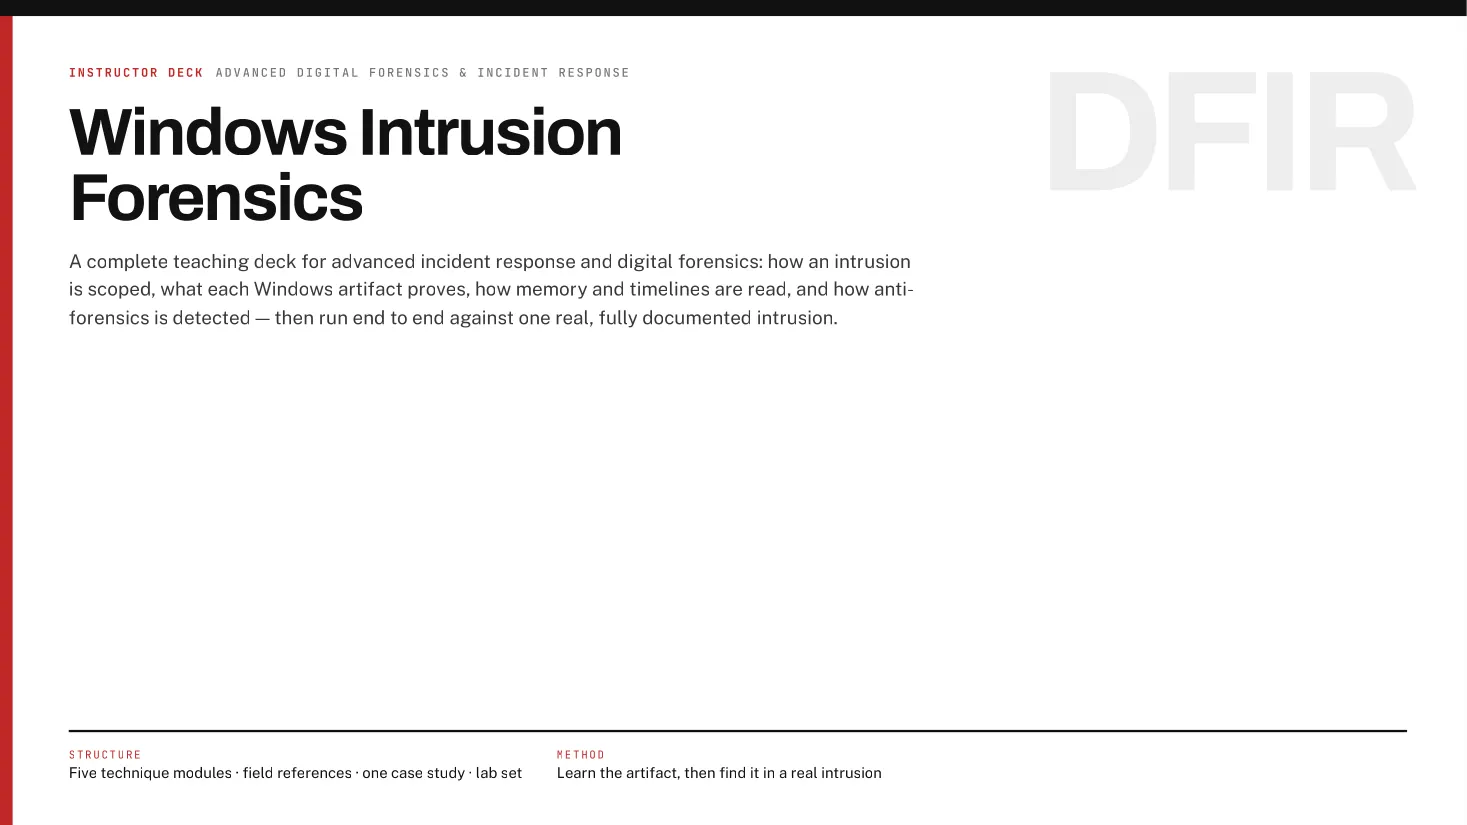 INSTRUCTOR DECK ADVANCED DIGITAL FORENSICS & INCIDENT RESPONSE
DFIR
Windows Intrusion
Forensics
A complete teaching deck for advanced incident response and digital forensics: how an intrusion
is scoped, what each Windows artifact proves, how memory and timelines are read, and how anti-
forensics is detected — then run end to end against one real, fully documented intrusion.
STRUCTURE
Five technique modules · field references · one case study · lab set
METHOD
Learn the artifact, then find it in a real intrusion